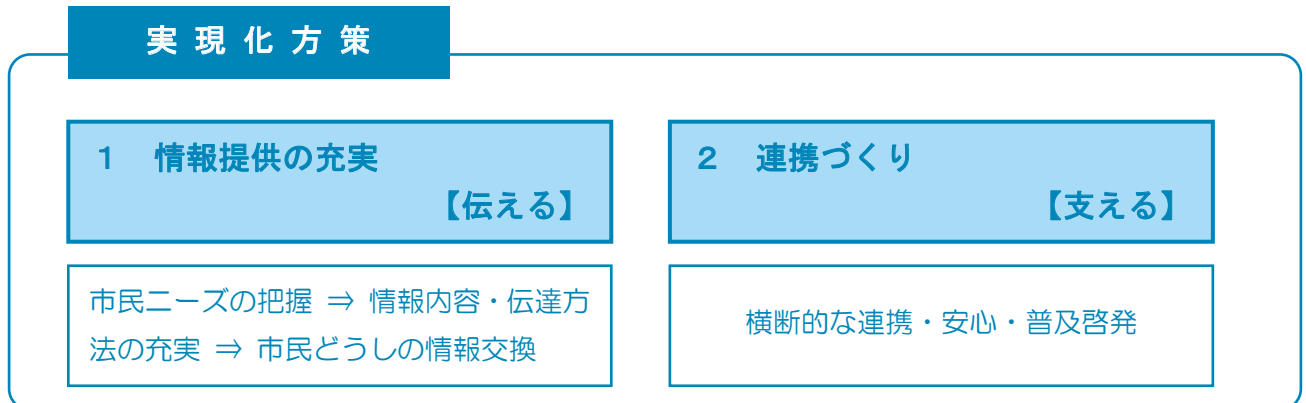 実現化方策
1 情報提供の充実
【伝える】
市民ニーズの把握 ⇒ 情報内容・伝達方
法の充実 ⇒ 市民どうしの情報交換
2 連携づくり
【支える】
横断的な連携・安心・普及啓発